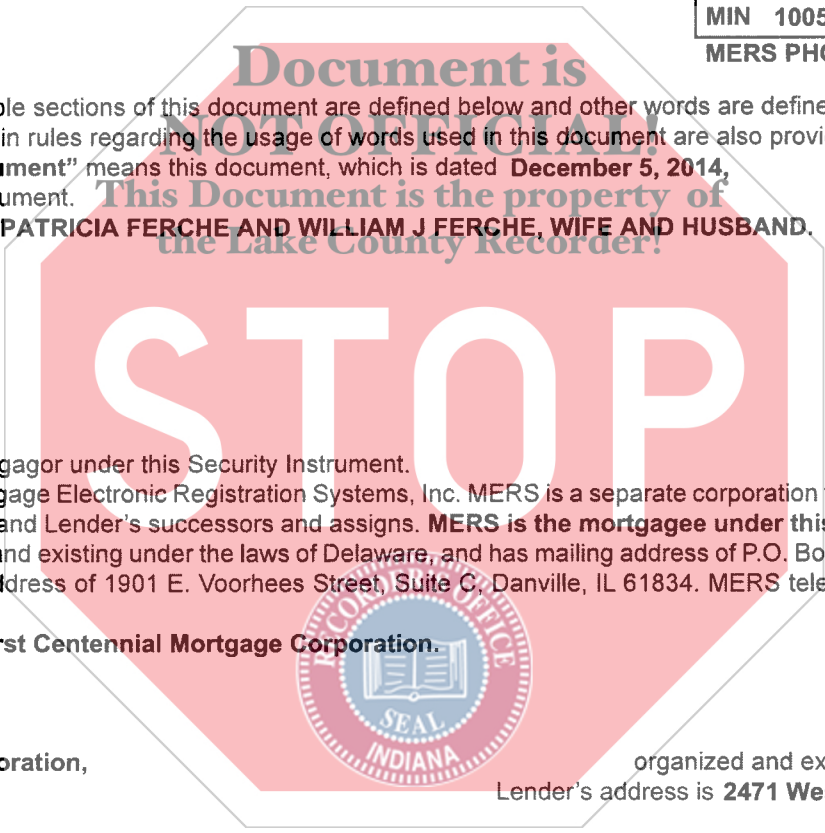 MIN 1005
MERS PHO
Document is
ble sections of this document are defined below and other words are define
in rules regarding the usage of words used in this document are also provi
NOT OFFICIAL!
ument" means this document, which is dated December 5, 2014,
ument.
This Document is the property of
PATRICIA FERCHE AND WILLIAM J FERCHE, WIFE AND HUSBAND.
the Lake County Recorder!
STOP
gagor under this Security Instrument.
gage Electronic Registration Systems, Inc. MERS is a separate corporation
and Lender's successors and assigns. MERS is the mortgagee under this
and existing under the laws of Delaware, and has mailing address of P.O. Bo
ddress of 1901 E. Voorhees Street, Suite C, Danville, IL 61834. MERS tele
rst Centennial Mortgage Corporation.
RECORDER'S OFFICE
SEAL
INDIANA
oration,
organized and ex
Lender's address is 2471 We